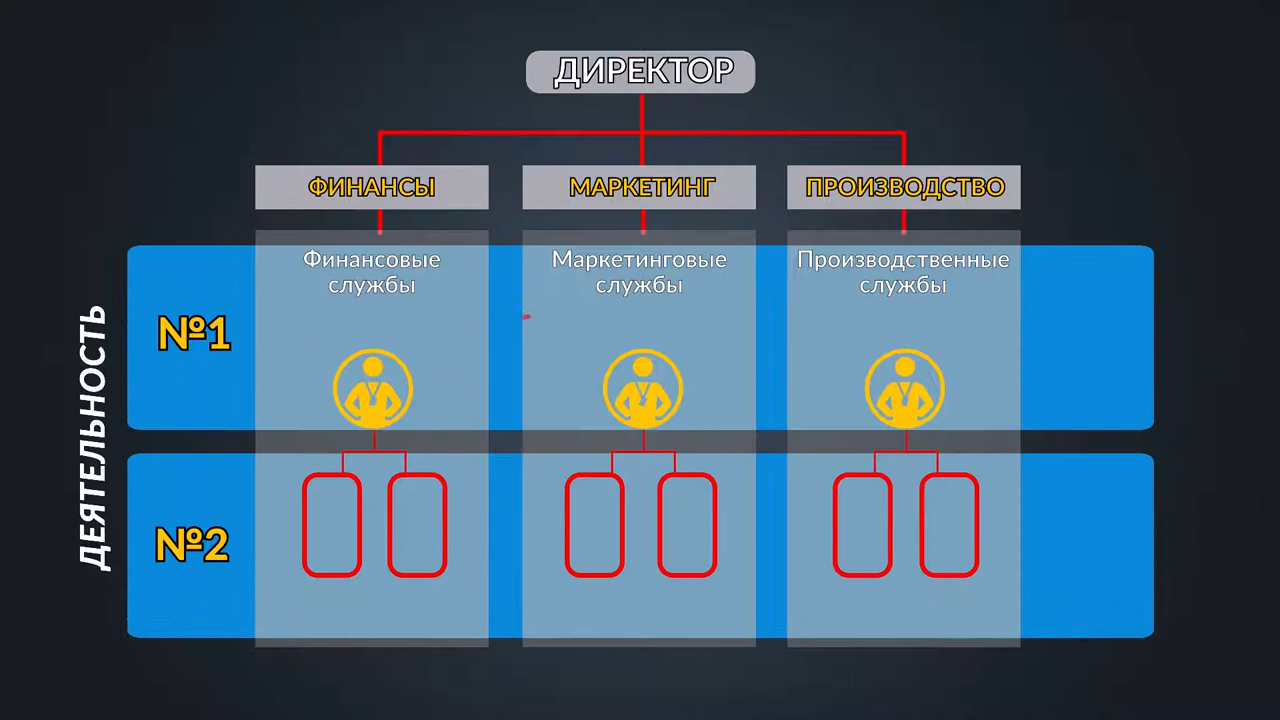 ДИРЕКТОР
ФИНАНСЫ
МАРКЕТИНГ
ПРОИЗВОДСТВО
Финансовые
службы
Маркетинговые
службы
Производственные
службы
ДЕЯТЕЛЬНОСТЬ
№1
№2